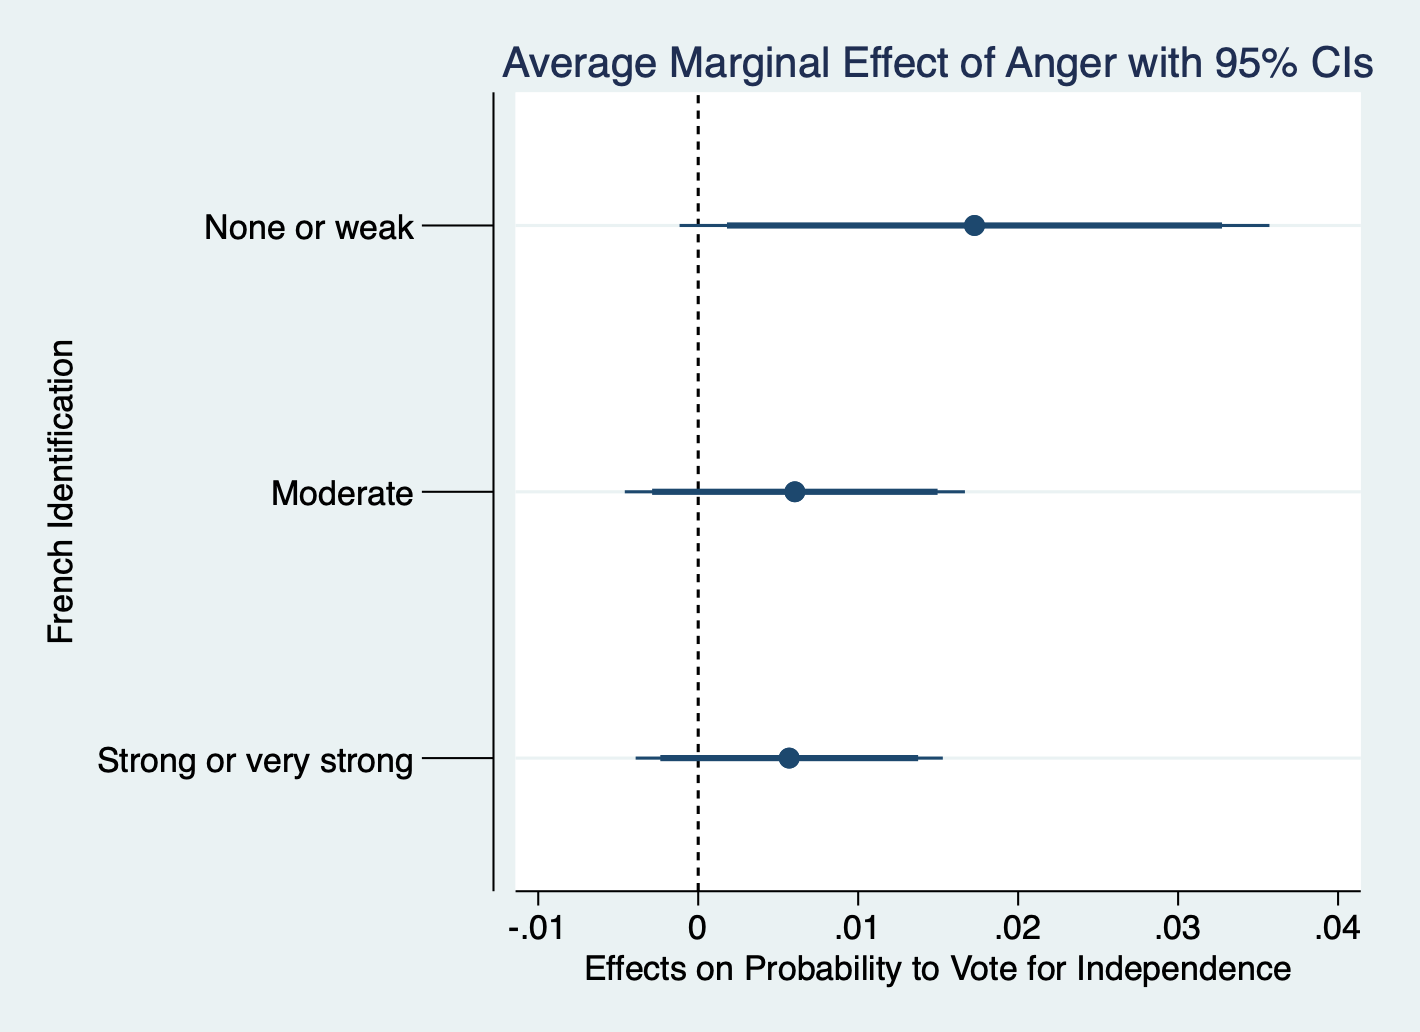 Average Marginal Effect of Anger with 95% CIs
French Identification
None or weak
Moderate
Strong or very strong
-.01 0 .01 .02 .03 .04
Effects on Probability to Vote for Independence